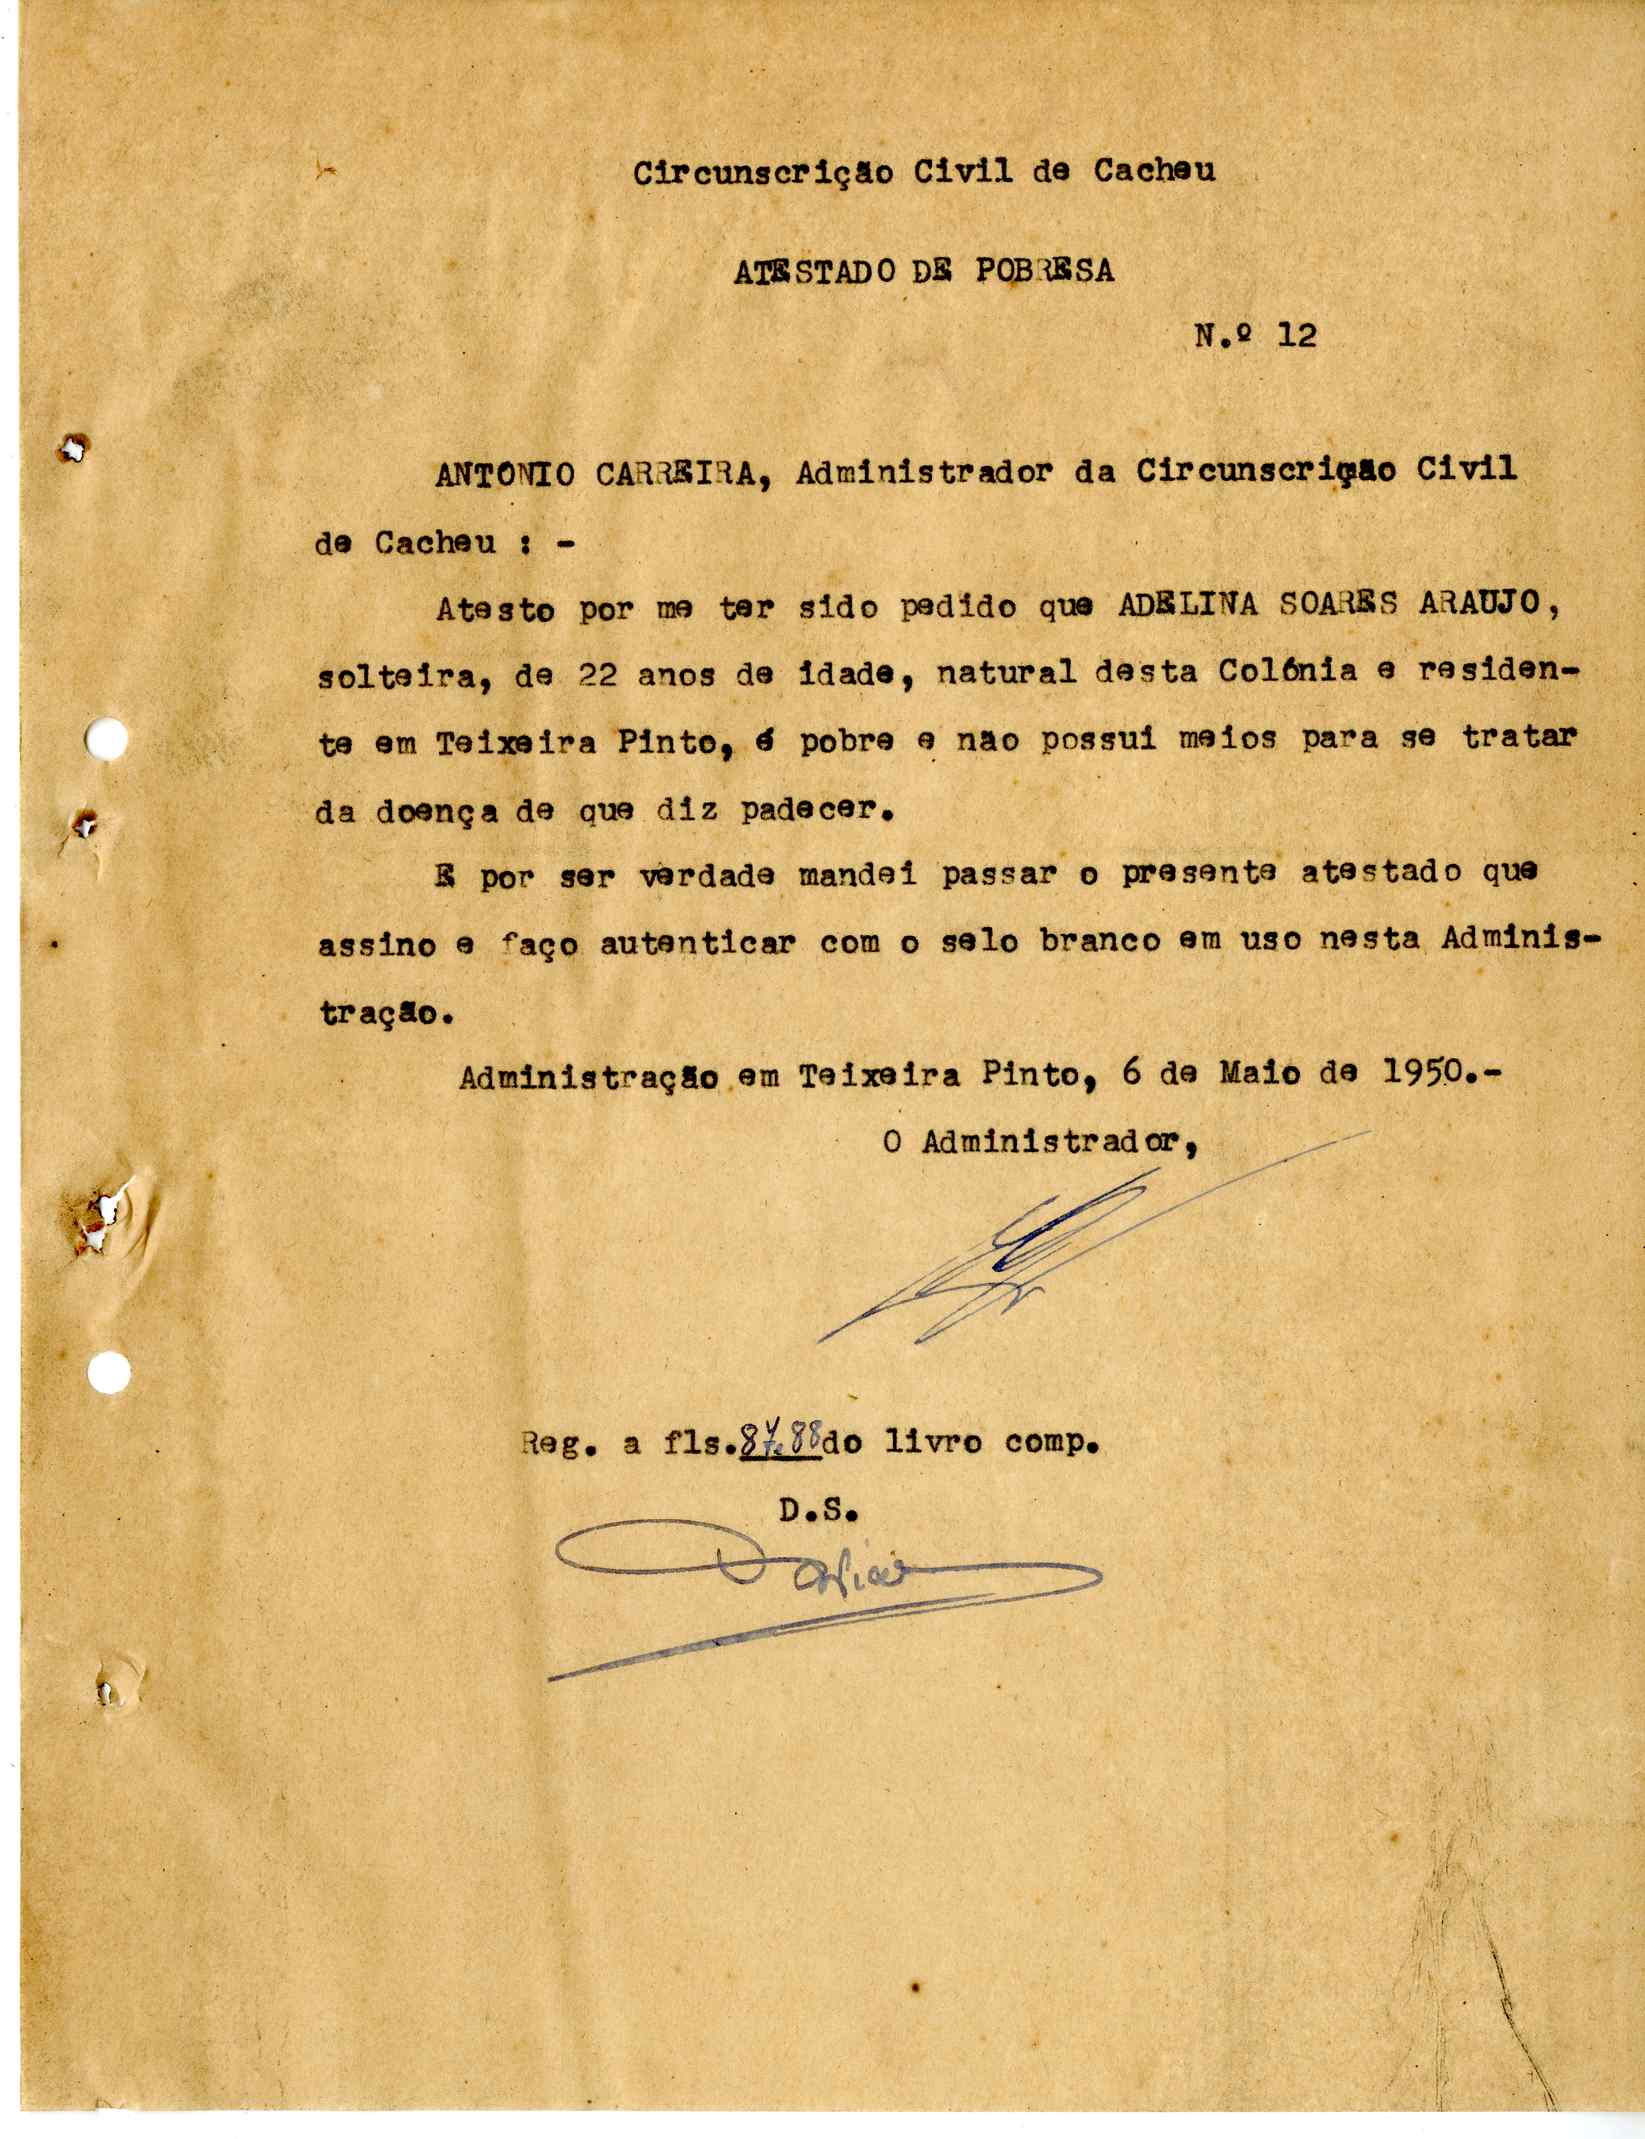 Circunscrição Civil de Cacheu
ATESTADO DE POBRESA
N.º 12
ANTONIO CARREIRA, Administrador da Circunscrição Civil
de Cacheu : -
Atesto por me ter sido pedido que ADELINA SOARES ARAUJO,
solteira, de 22 anos de idade, natural desta Colónia e residen-
te em Teixeira Pinto, é pobre e nao possui meios para se tratar
da doença de que diz padecer.
E por ser verdade mandei passar o presente atestado que
assino e faço autenticar com o selo branco em uso nesta Adminis-
tração.
Administração em Teixeira Pinto, 6 de Maio de 1950.-
O Administrador,
Reg. a fls.87.88do livro comp.
D.S.